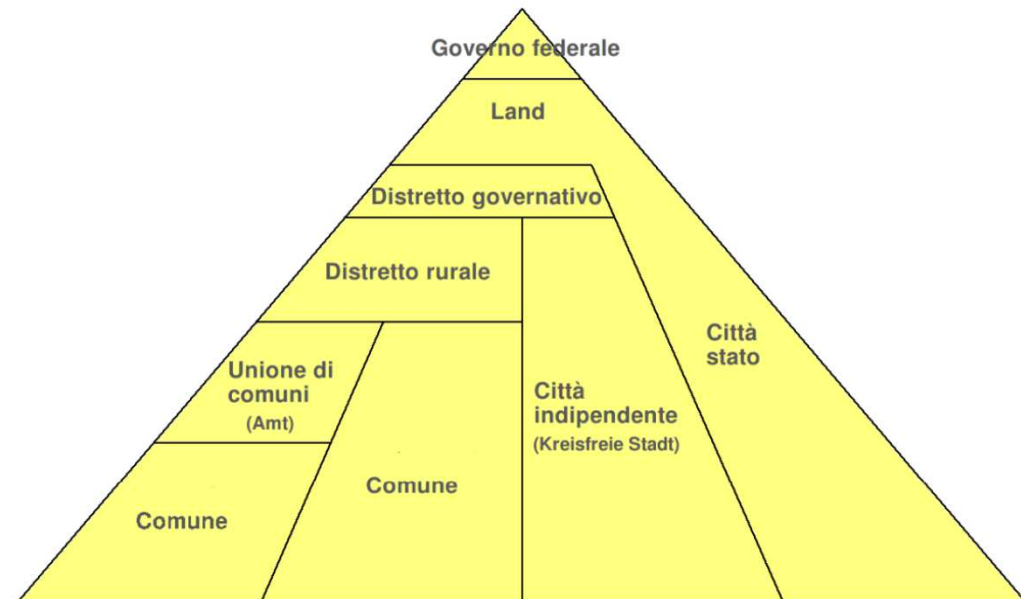 Governo federale
Land
Distretto governativo
Distretto rurale
Città
stato
Unione di
comuni
(Amt)
Città
indipendente
(Kreisfreie Stadt)
Comune
Comune